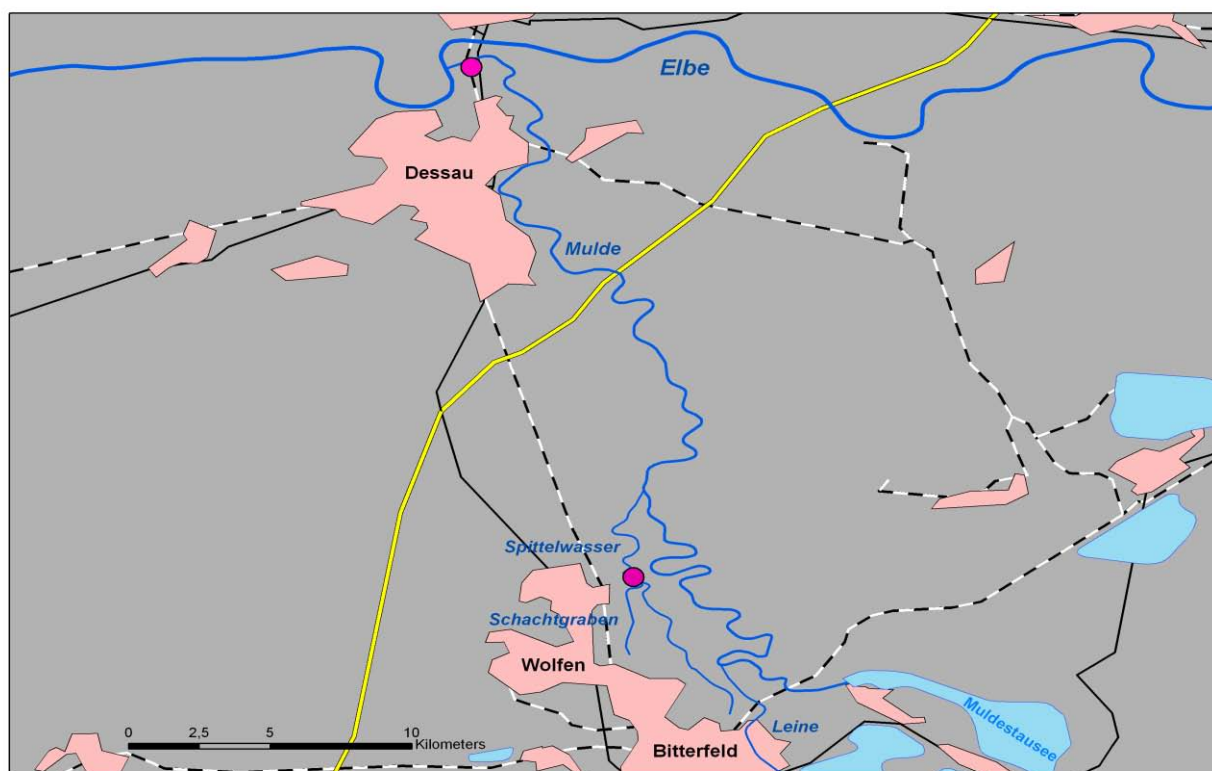 Elbe
Dessau
Mulde
Spittelwasser
Schachtgraben
Wolfen
Muldestausee
Leine
Bitterfeld
0 2,5 5 10
Kilometers